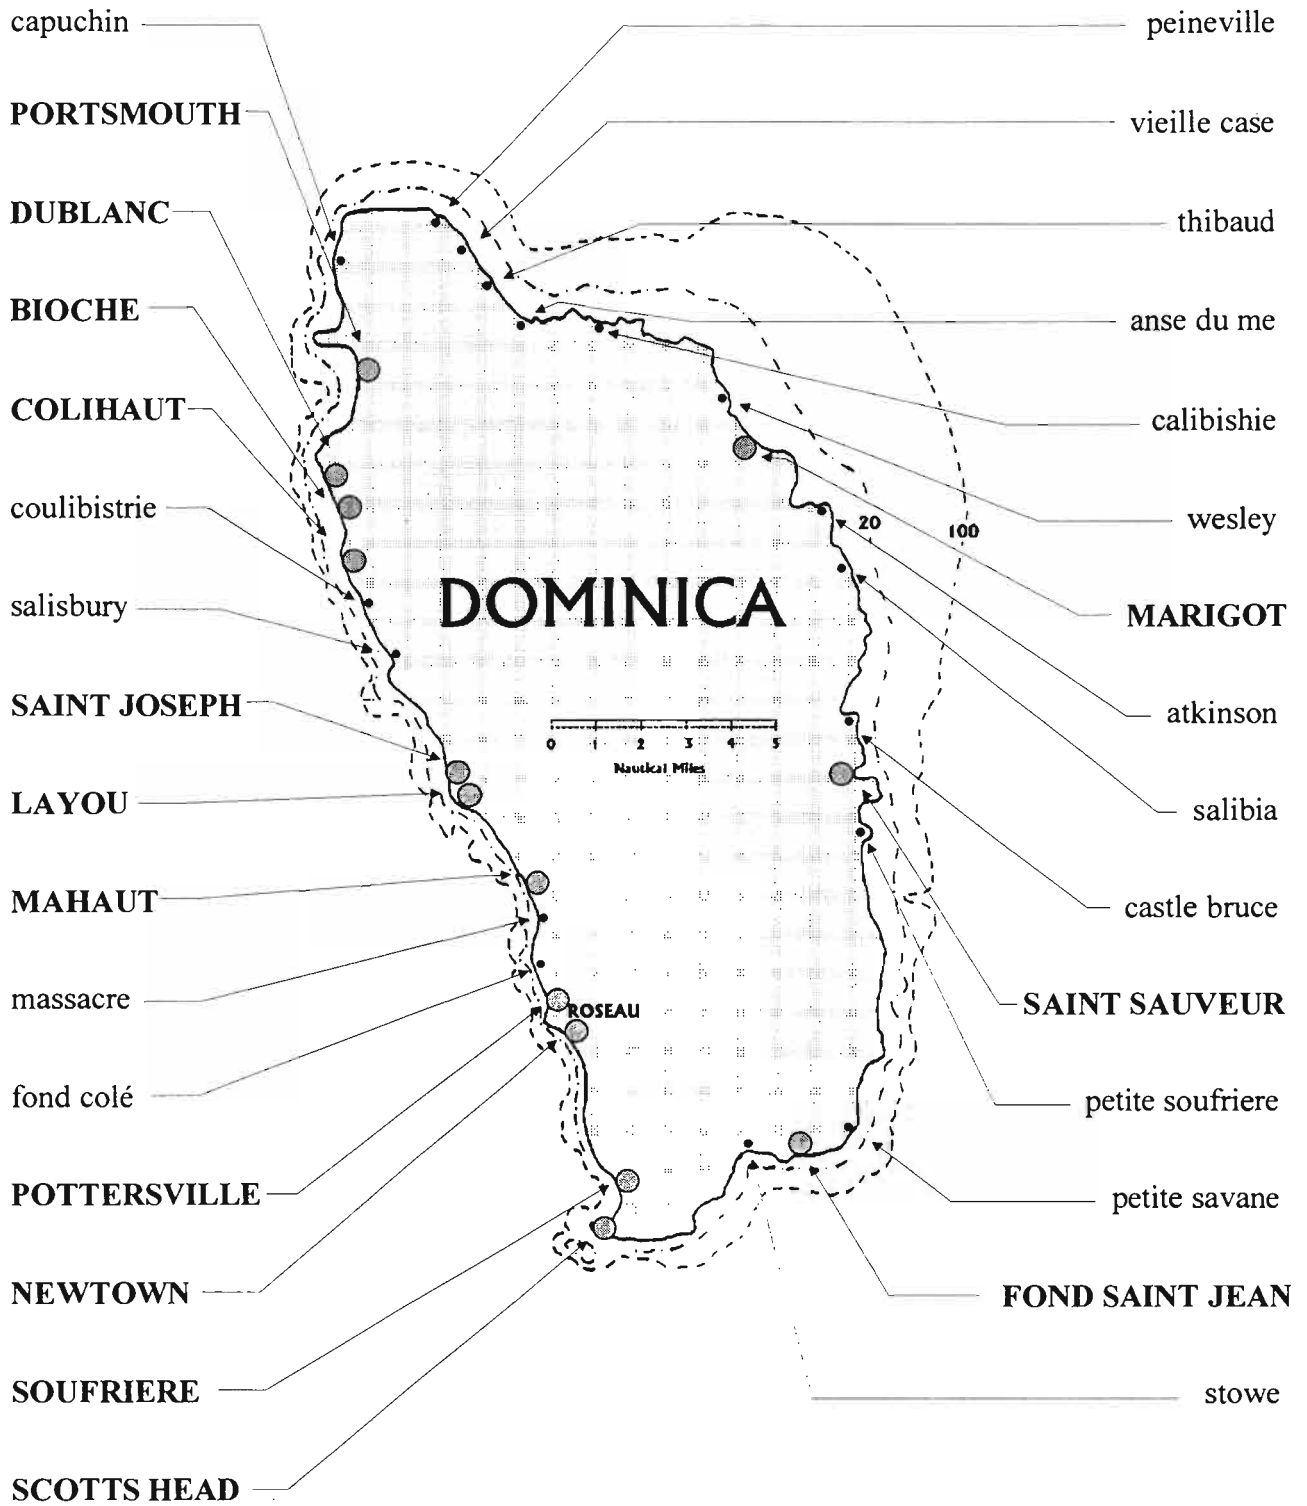 capuchin
peineville
PORTSMOUTH
vieille case
DUBLANC
thibaud
BIOCHE
anse du me
COLIHAUT
calibishie
coulibistrie
wesley
20
100
DOMINICA
salisbury
MARIGOT
SAINT JOSEPH
atkinson
0 1 2 3 4 5
Nautical Miles
LAYOU
salibia
MAHAUT
castle bruce
massacre
SAINT SAUVEUR
ROSEAU
fond colé
petite soufriere
POTTERSVILLE
petite savane
NEWTOWN
FOND SAINT JEAN
SOUFRIERE
stowe
SCOTTS HEAD